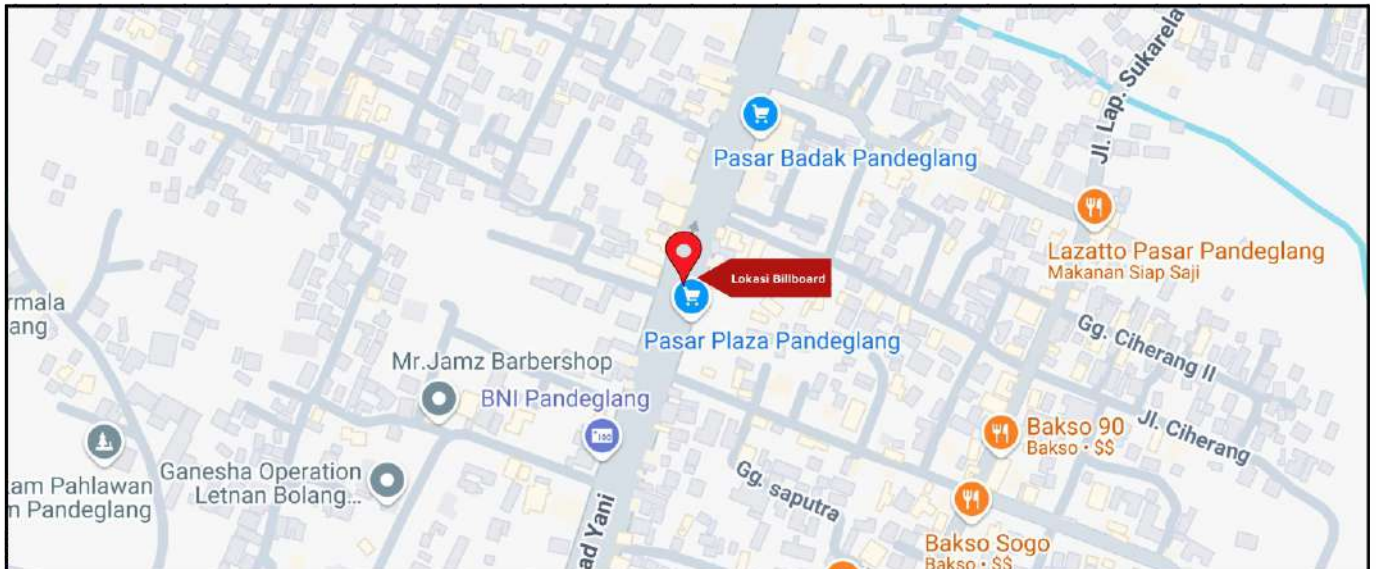 Jl. Lap. Sukarela
Pasar Badak Pandeglang
Lazatto Pasar Pandeglang
Makanan Siap Saji
Lokasi Billboard
Pasar Plaza Pandeglang
rmala
ang
Gg. Ciherang II
Mr.Jamz Barbershop
BNI Pandeglang
Bakso 90
Bakso • $$
Jl. Ciherang
Ganesha Operation
Letnan Bolang...
am Pahlawan
n Pandeglang
Gg. saputra
ad Yani
Bakso Sogo
Bakso • $$